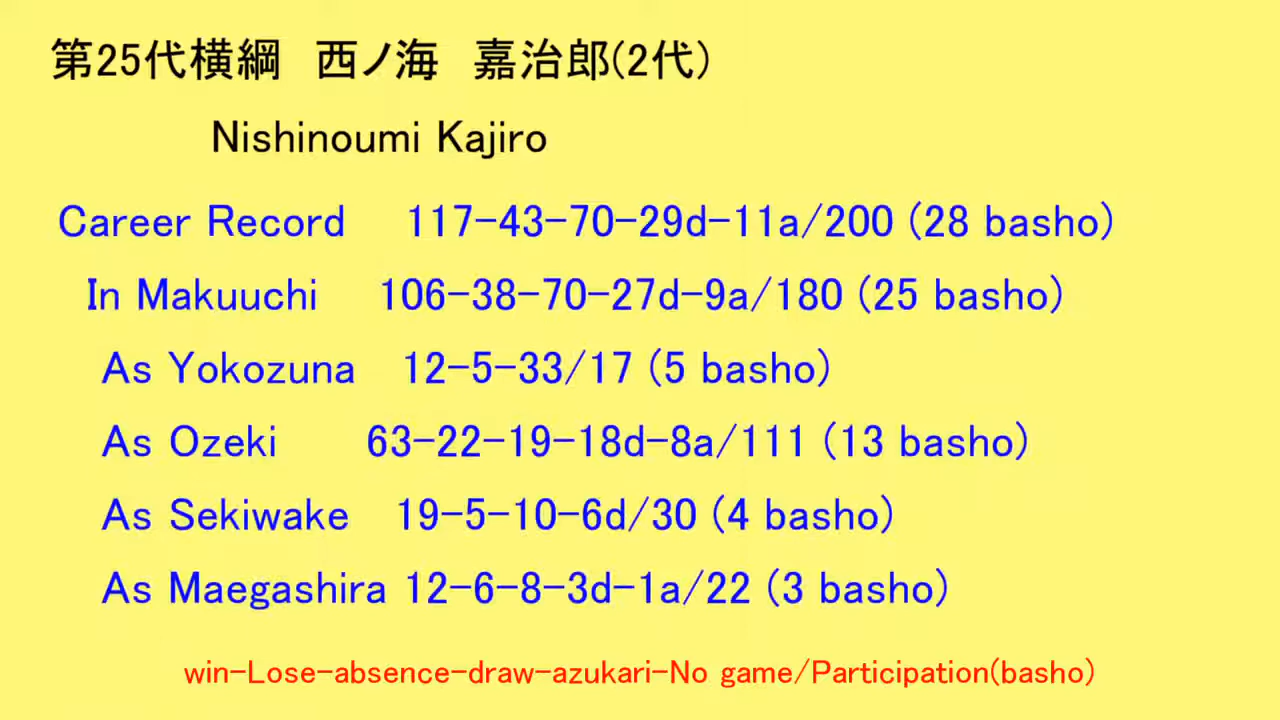 第25代横綱　西ノ海　嘉治郎(2代)
Nishinoumi Kajiro
Career Record 117-43-70-29d-11a/200 (28 basho)
In Makuuchi 106-38-70-27d-9a/180 (25 basho)
As Yokozuna 12-5-33/17 (5 basho)
As Ozeki 63-22-19-18d-8a/111 (13 basho)
As Sekiwake 19-5-10-6d/30 (4 basho)
As Maegashira 12-6-8-3d-1a/22 (3 basho)
win-Lose-absence-draw-azukari-No game/Participation(basho)